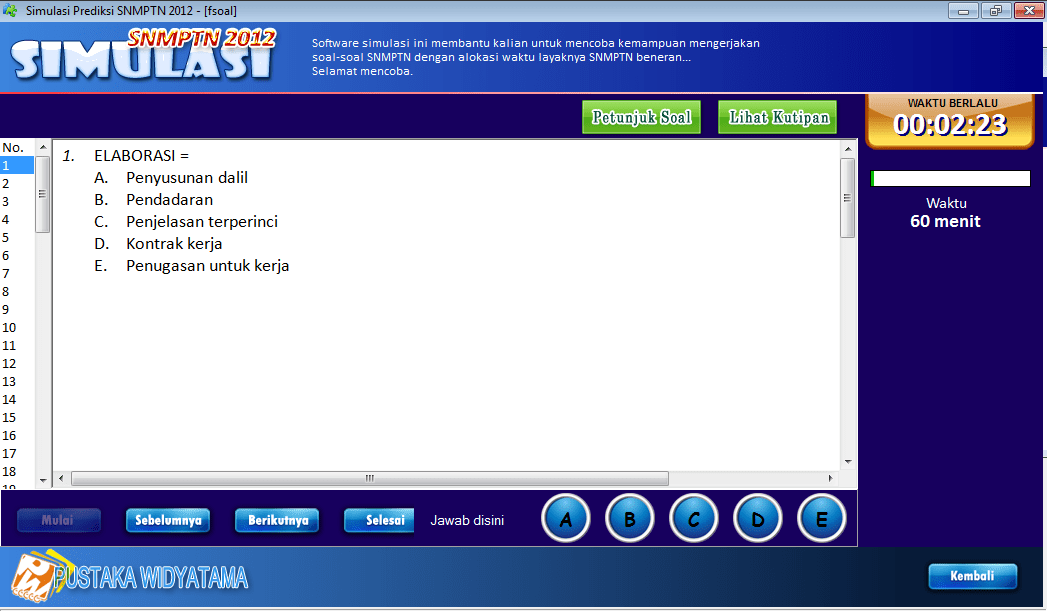 Simulasi Prediksi SNMPTN 2012 - [fsoal]
SNMPTN 2012
SIMULASI
Software simulasi ini membantu kalian untuk mencoba kemampuan mengerjakan
soal-soal SNMPTN dengan alokasi waktu layaknya SNMPTN beneran...
Selamat mencoba.
Petunjuk Soal
Lihat Kutipan
WAKTU BERLALU
00:02:23
Waktu
60 menit
No.
1
2
3
4
5
6
7
8
9
10
11
12
13
14
15
16
17
18
19
1. ELABORASI =
A. Penyusunan dalil
B. Pendadaran
C. Penjelasan terperinci
D. Kontrak kerja
E. Penugasan untuk kerja
Mulai
Sebelumnya
Berikutnya
Selesai
Jawab disini
A
B
C
D
E
PUSTAKA WIDYATAMA
Kembali